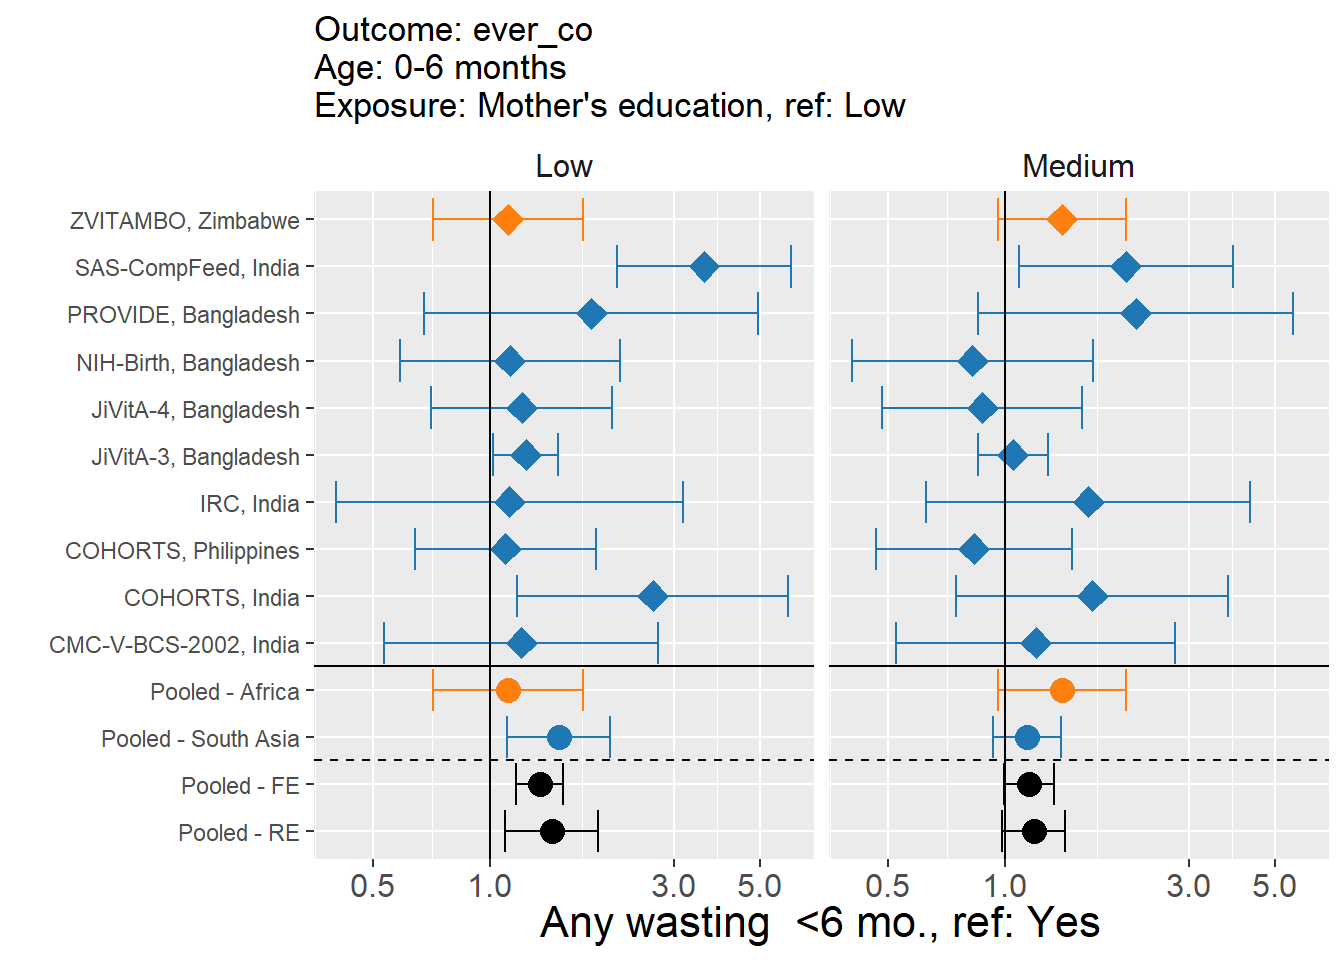 Outcome: ever_co
Age: 0-6 months
Exposure: Mother's education, ref: Low
Low
Medium
ZVITAMBO, Zimbabwe
SAS-CompFeed, India
PROVIDE, Bangladesh
NIH-Birth, Bangladesh
JiVitA-4, Bangladesh
JiVitA-3, Bangladesh
IRC, India
COHORTS, Philippines
COHORTS, India
CMC-V-BCS-2002, India
Pooled - Africa
Pooled - South Asia
Pooled - FE
Pooled - RE
0.5 1.0 3.0 5.0
0.5 1.0 3.0 5.0
Any wasting  <6 mo., ref: Yes